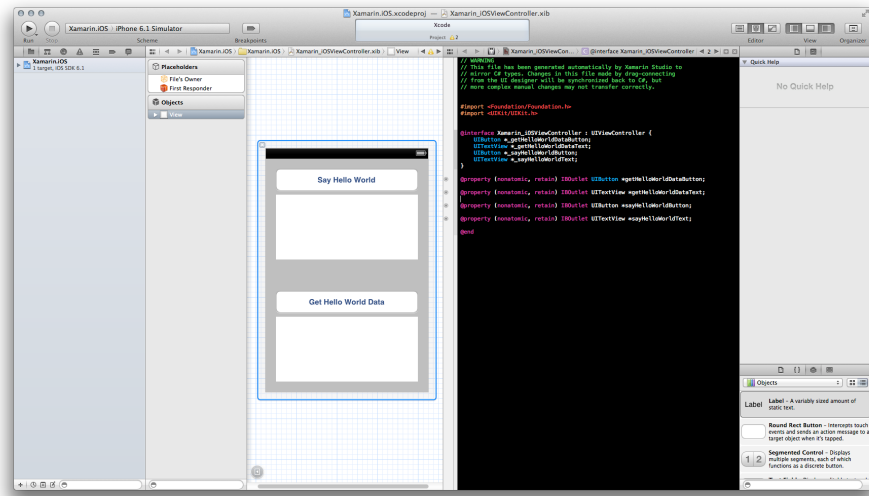 Xamarin.iOS.xcodeproj — Xamarin_iOSViewController.xib
Xamarin.iOS › iPhone 6.1 Simulator
Xcode
Project 2
Run Stop Scheme Breakpoints Editor View Organizer
Xamarin.iOS › Xamarin.iOS › Xamarin_iOSViewController.xib › View
Xamarin_iOSViewCon... › @interface Xamarin_iOSViewController
2
Xamarin.iOS
1 target, iOS SDK 6.1
Placeholders
File's Owner
First Responder
Objects
View
Say Hello World
Get Hello World Data
// WARNING
// This file has been generated automatically by Xamarin Studio to
// mirror C# types. Changes in this file made by drag-connecting
// from the UI designer will be synchronized back to C#, but
// more complex manual changes may not transfer correctly.
#import <Foundation/Foundation.h>
#import <UIKit/UIKit.h>
@interface Xamarin_iOSViewController : UIViewController {
UIButton *_getHelloWorldDataButton;
UITextView *_getHelloWorldDataText;
UIButton *_sayHelloWorldButton;
UITextView *_sayHelloWorldText;
}
@property (nonatomic, retain) IBOutlet UIButton *getHelloWorldDataButton;
@property (nonatomic, retain) IBOutlet UITextView *getHelloWorldDataText;
@property (nonatomic, retain) IBOutlet UIButton *sayHelloWorldButton;
@property (nonatomic, retain) IBOutlet UITextView *sayHelloWorldText;
@end
Quick Help
No Quick Help
Objects
Label
Label – A variably sized amount of
static text.
Round Rect Button – Intercepts touch
events and sends an action message to a
target object when it's tapped.
1 2
Segmented Control – Displays
multiple segments, each of which
functions as a discrete button.